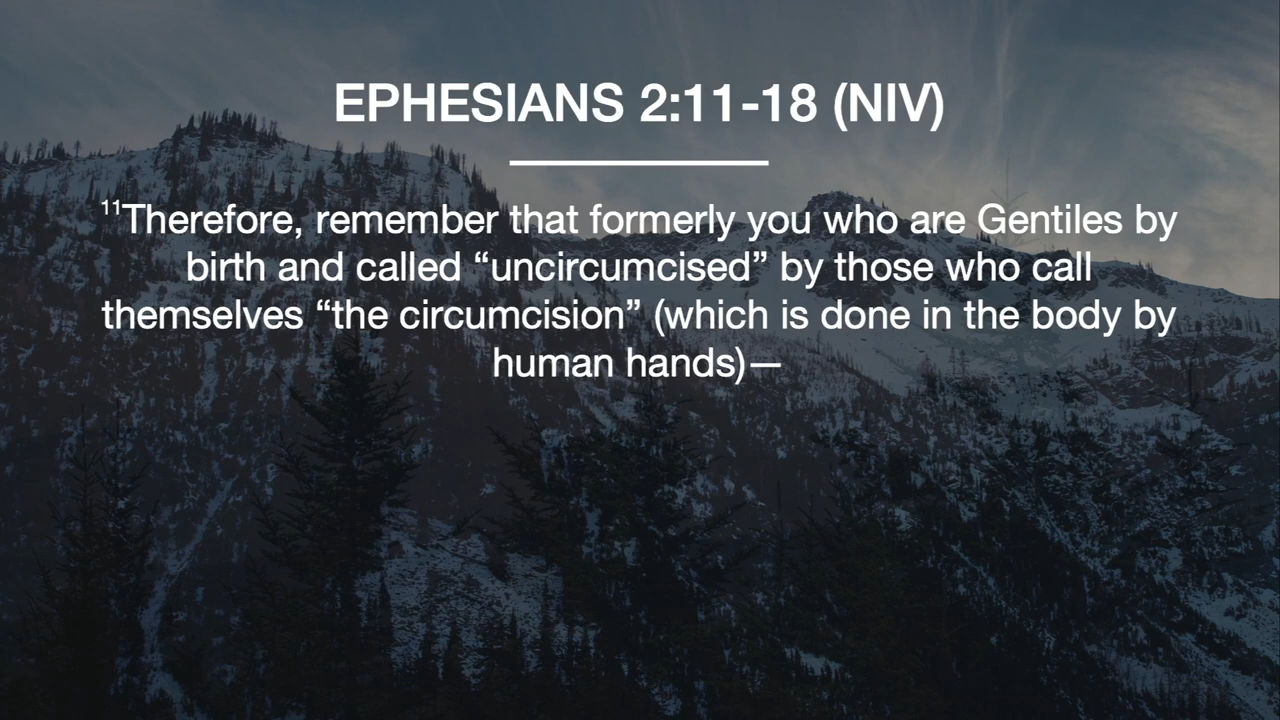 EPHESIANS 2:11-18 (NIV)
¹¹Therefore, remember that formerly you who are Gentiles by
birth and called “uncircumcised” by those who call
themselves “the circumcision” (which is done in the body by
human hands)—